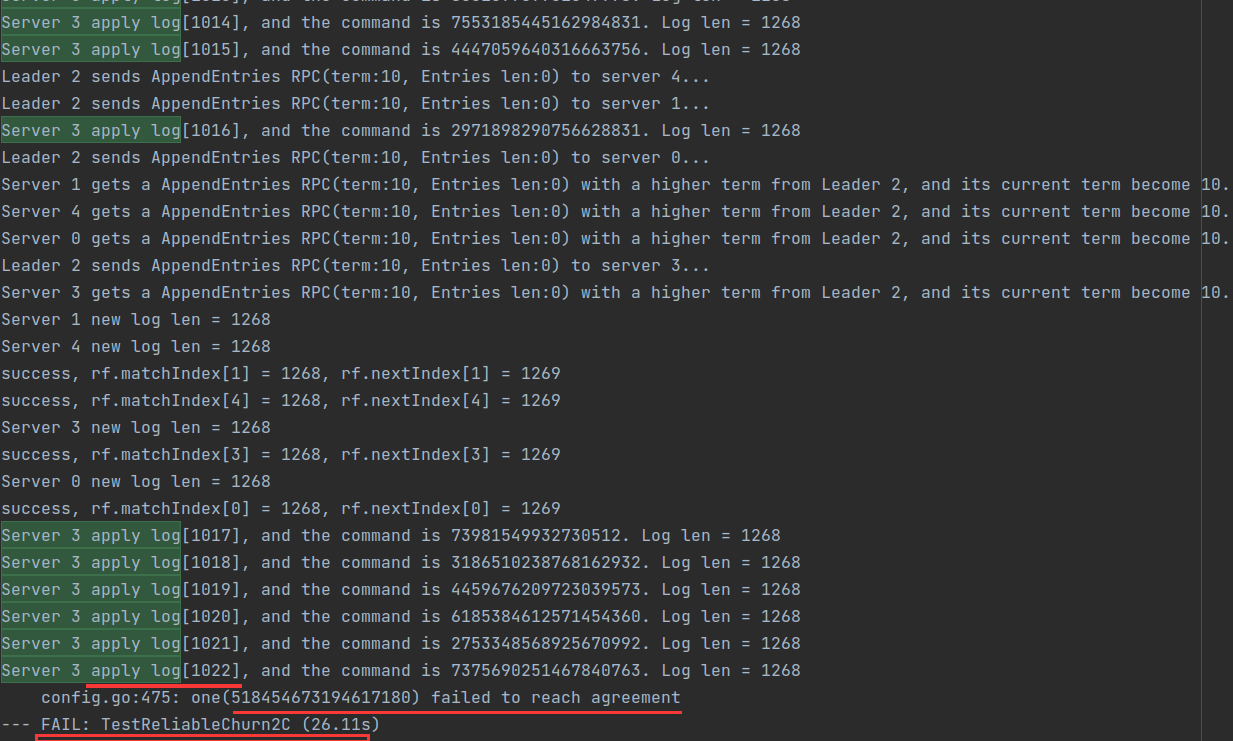 Server 3 apply log[1014], and the command is 7553185445162984831. Log len = 1268
Server 3 apply log[1015], and the command is 4447059640316663756. Log len = 1268
Leader 2 sends AppendEntries RPC(term:10, Entries len:0) to server 4...
Leader 2 sends AppendEntries RPC(term:10, Entries len:0) to server 1...
Server 3 apply log[1016], and the command is 2971898290756628831. Log len = 1268
Leader 2 sends AppendEntries RPC(term:10, Entries len:0) to server 0...
Server 1 gets a AppendEntries RPC(term:10, Entries len:0) with a higher term from Leader 2, and its current term become 10.
Server 4 gets a AppendEntries RPC(term:10, Entries len:0) with a higher term from Leader 2, and its current term become 10.
Server 0 gets a AppendEntries RPC(term:10, Entries len:0) with a higher term from Leader 2, and its current term become 10.
Leader 2 sends AppendEntries RPC(term:10, Entries len:0) to server 3...
Server 3 gets a AppendEntries RPC(term:10, Entries len:0) with a higher term from Leader 2, and its current term become 10.
Server 1 new log len = 1268
Server 4 new log len = 1268
success, rf.matchIndex[1] = 1268, rf.nextIndex[1] = 1269
success, rf.matchIndex[4] = 1268, rf.nextIndex[4] = 1269
Server 3 new log len = 1268
success, rf.matchIndex[3] = 1268, rf.nextIndex[3] = 1269
Server 0 new log len = 1268
success, rf.matchIndex[0] = 1268, rf.nextIndex[0] = 1269
Server 3 apply log[1017], and the command is 73981549932730512. Log len = 1268
Server 3 apply log[1018], and the command is 3186510238768162932. Log len = 1268
Server 3 apply log[1019], and the command is 4459676209723039573. Log len = 1268
Server 3 apply log[1020], and the command is 6185384612571454360. Log len = 1268
Server 3 apply log[1021], and the command is 2753348568925670992. Log len = 1268
Server 3 apply log[1022], and the command is 7375690251467840763. Log len = 1268
config.go:475: one(5184546731946171​80) failed to reach agreement
--- FAIL: TestReliableChurn2C (26.11s)